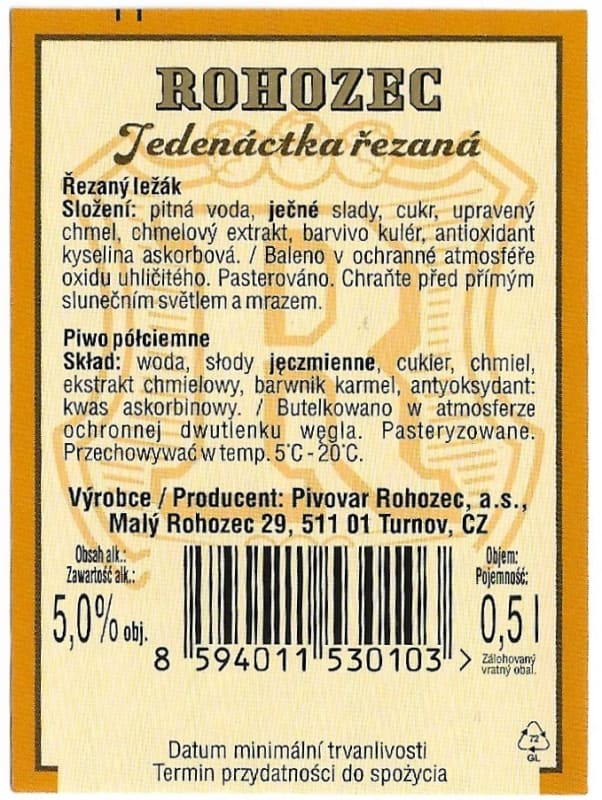 ROHOZEC
Jedenáctka řezaná
Řezaný ležák
Složení: pitná voda, ječné slady, cukr, upravený
chmel, chmelový extrakt, barvivo kulér, antioxidant
kyselina askorbová. / Baleno v ochranné atmosféře
oxidu uhličitého. Pasterováno. Chraňte před přímým
slunečním světlem a mrazem.
Piwo półciemne
Skład: woda, słody jęczmienne, cukier, chmiel,
ekstrakt chmielowy, barwnik karmel, antyoksydant:
kwas askorbinowy. / Butelkowano w atmosferze
ochronnej dwutlenku węgla. Pasteryzowane.
Przechowywać w temp. 5°C - 20°C.
Výrobce / Producent: Pivovar Rohozec, a.s.,
Malý Rohozec 29, 511 01 Turnov, CZ
Obsah alk.:
Zawartość alk.:
5,0% obj.
8 594011 530103 >
Objem:
Pojemność:
0,5 l
Zálohovaný
vratný obal.
72
GL
Datum minimální trvanlivosti
Termin przydatności do spożycia